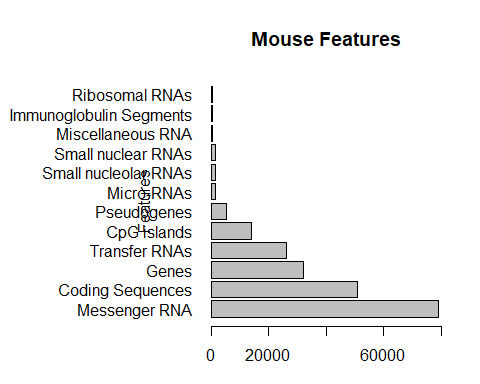 Mouse Features
Ribosomal RNAs
Immunoglobulin Segments
Miscellaneous RNA
Small nuclear RNAs
Small nucleolar RNAs
Micro RNAs
Pseudogenes
CpG islands
Transfer RNAs
Genes
Coding Sequences
Messenger RNA
Features
0 20000 60000